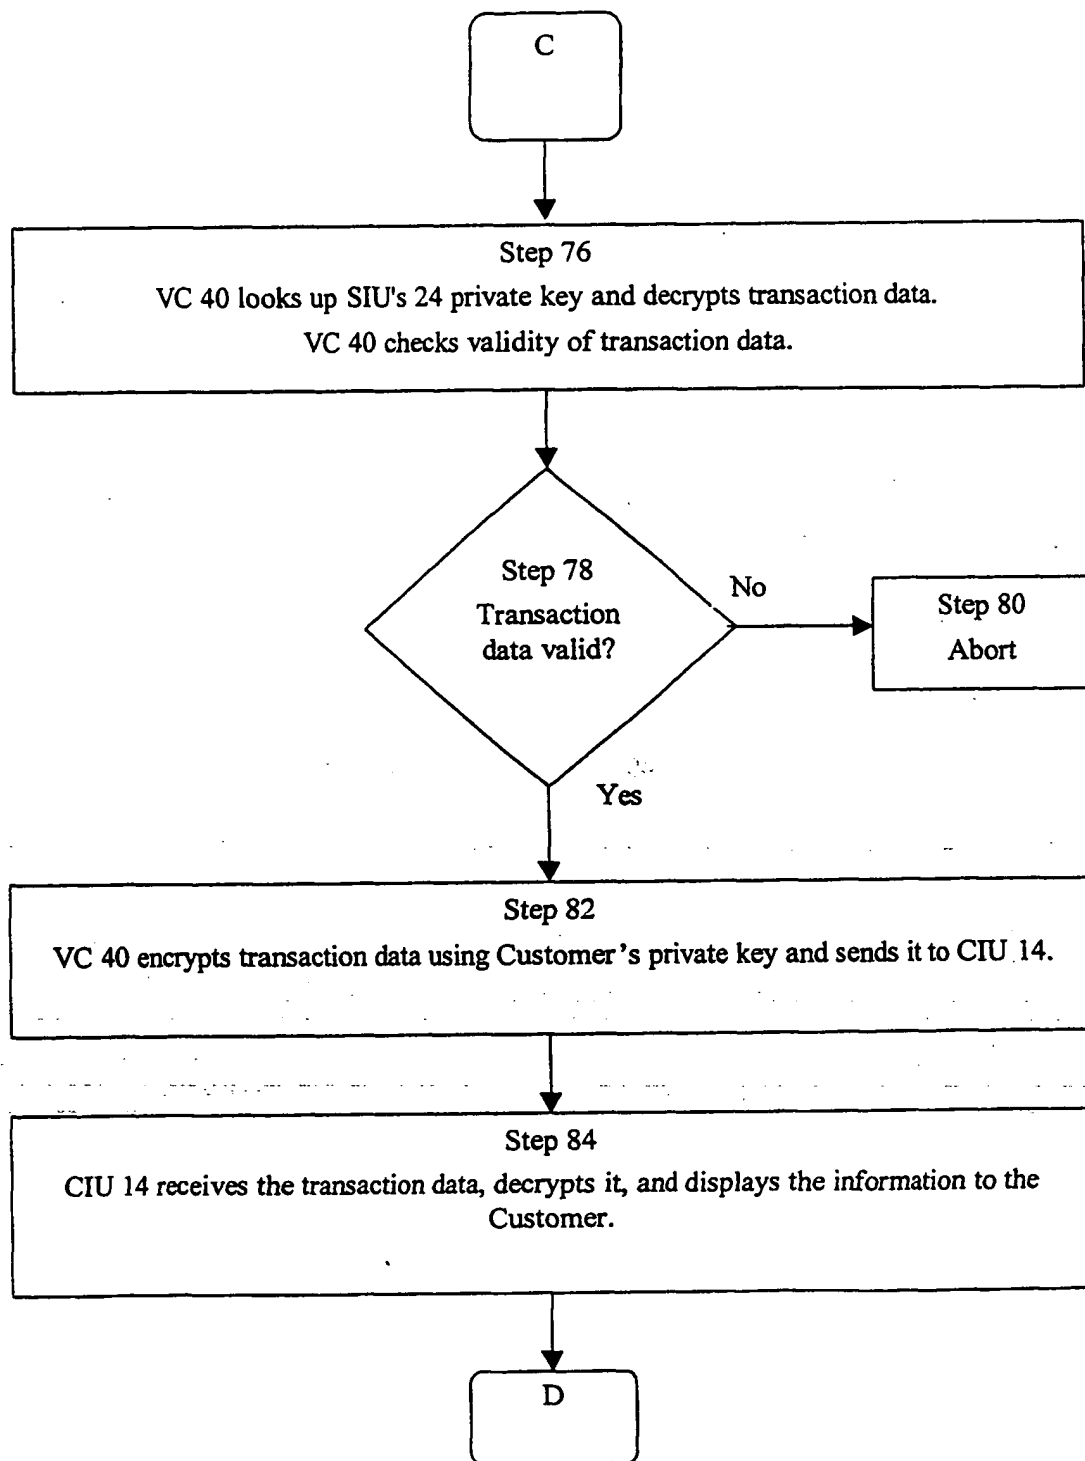 C
Step 76
VC 40 looks up SIU's 24 private key and decrypts transaction data.
VC 40 checks validity of transaction data.
Step 78
Transaction
data valid?
No
Step 80
Abort
Yes
Step 82
VC 40 encrypts transaction data using Customer's private key and sends it to CIU 14.
Step 84
CIU 14 receives the transaction data, decrypts it, and displays the information to the
Customer.
D